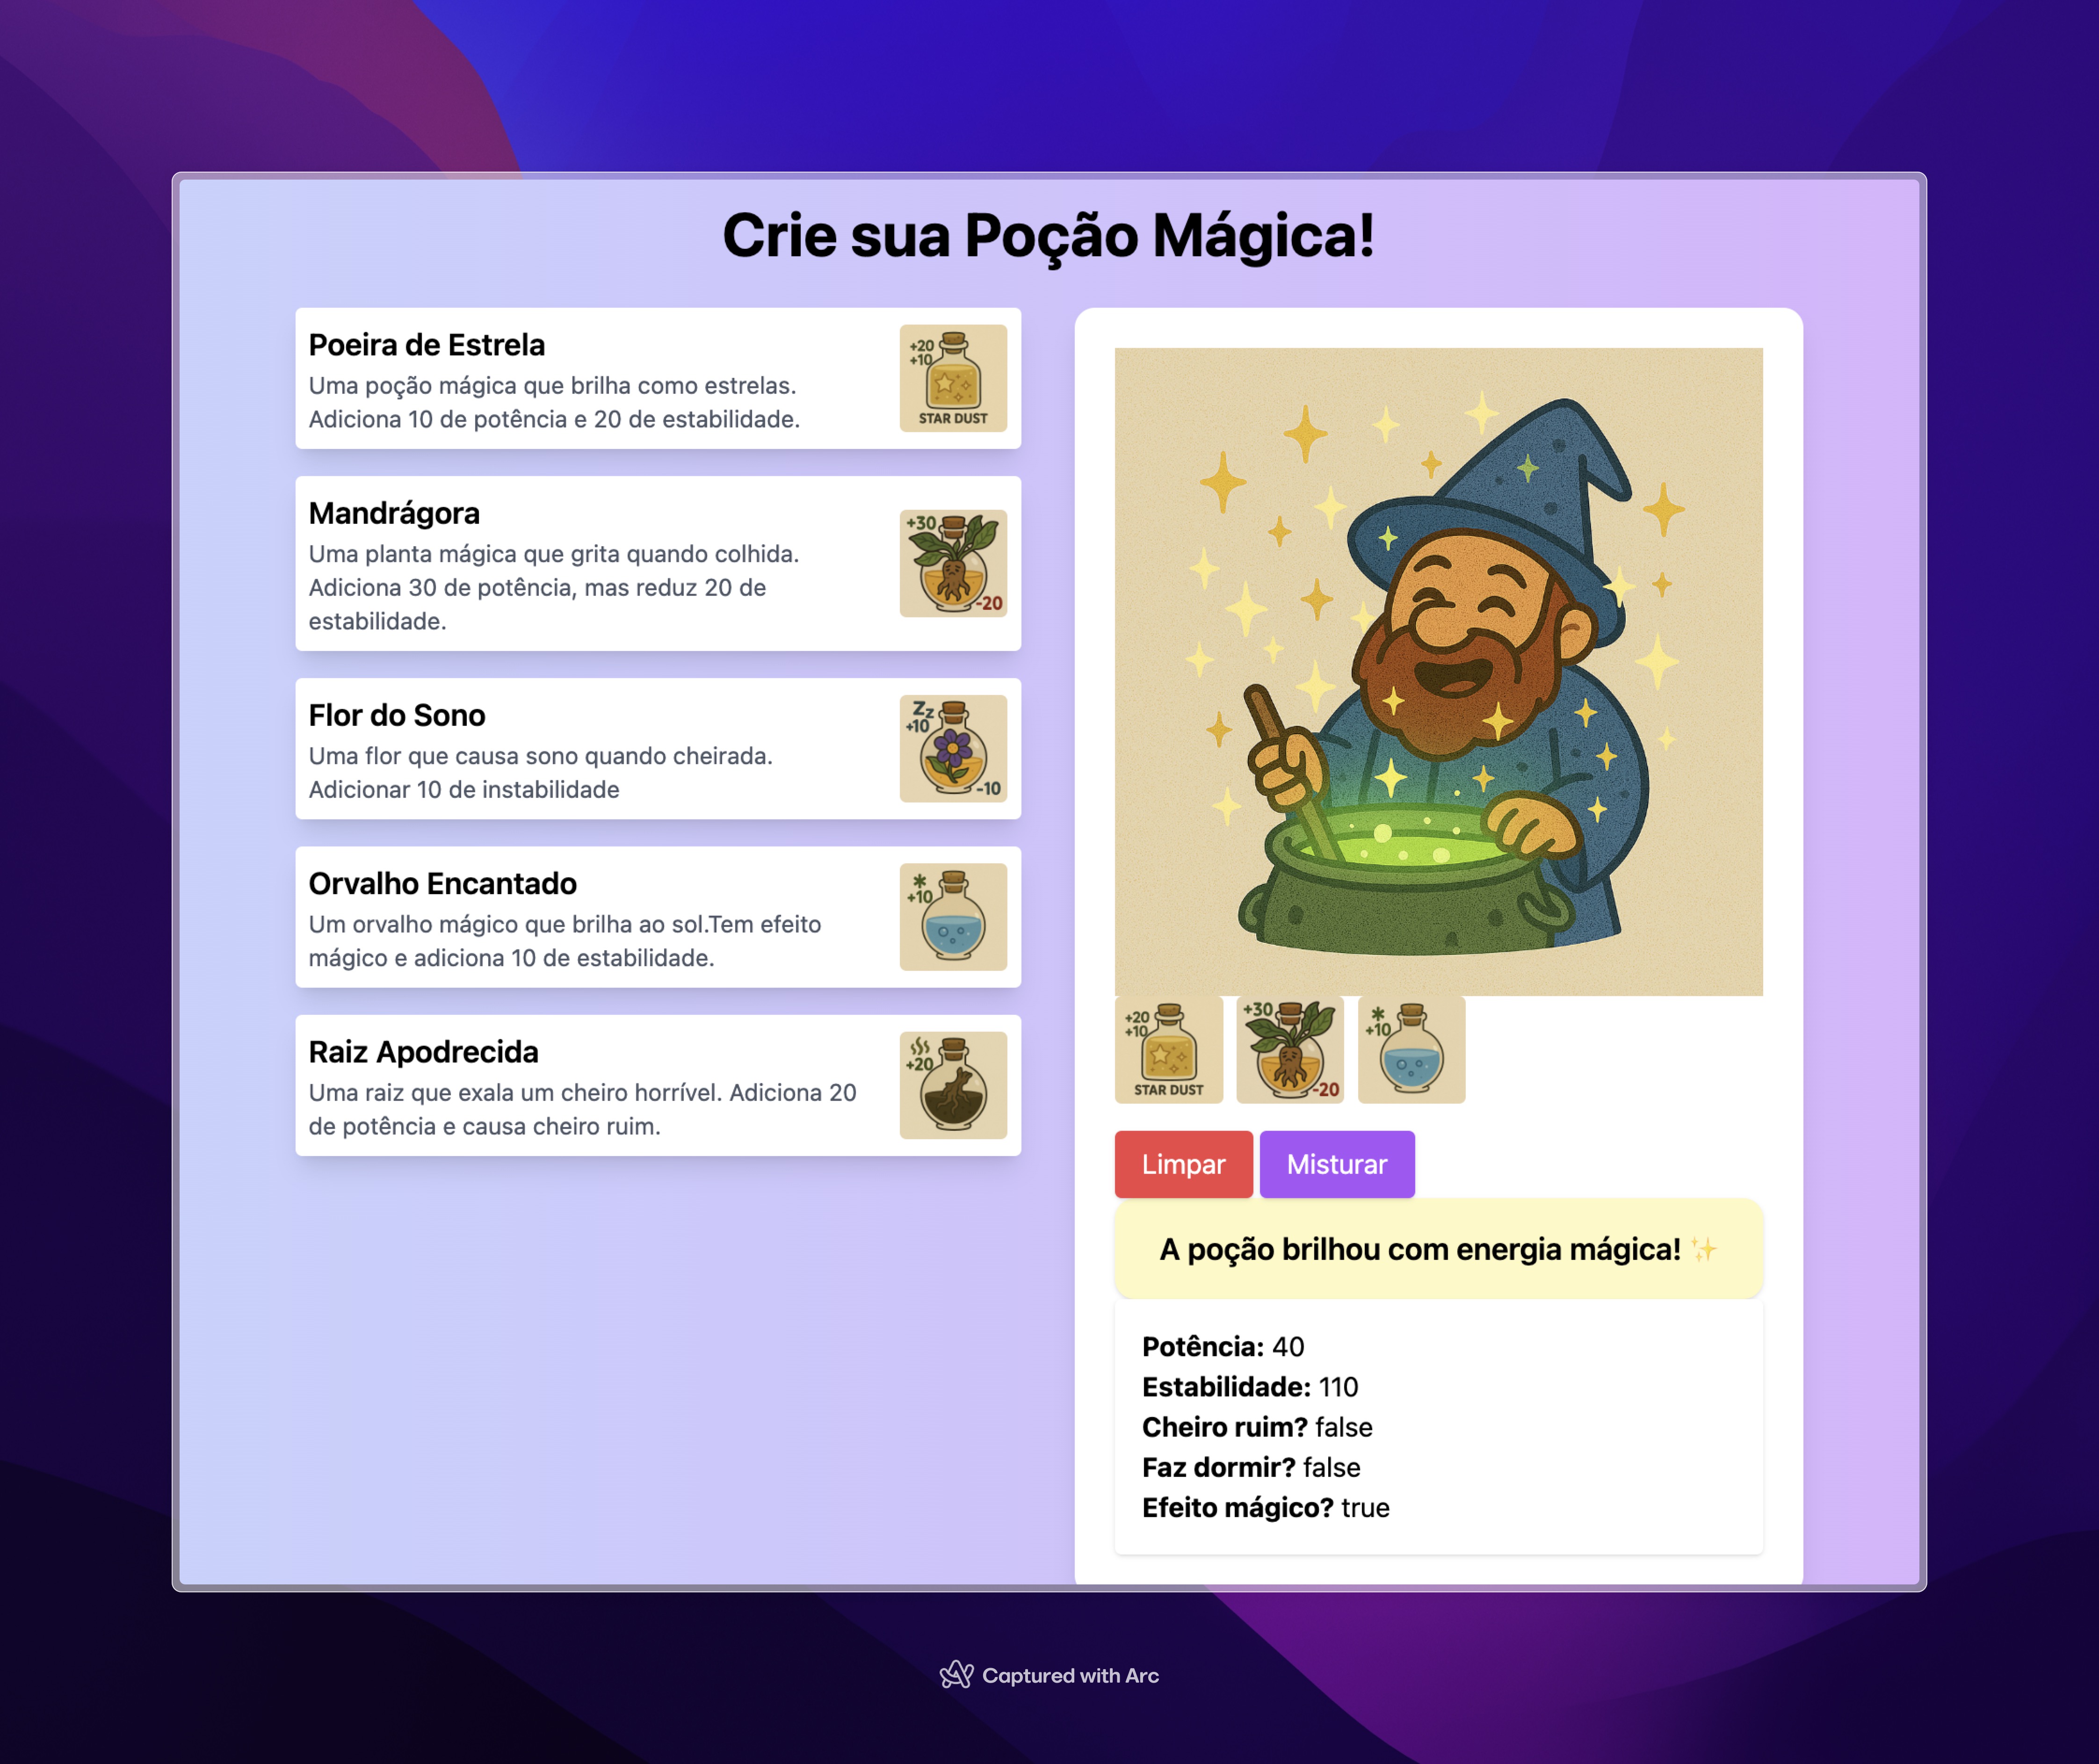 Crie sua Poção Mágica!
Poeira de Estrela
Uma poção mágica que brilha como estrelas.
Adiciona 10 de potência e 20 de estabilidade.
+20
+10
STAR DUST
Mandrágora
Uma planta mágica que grita quando colhida.
Adiciona 30 de potência, mas reduz 20 de
estabilidade.
+30
-20
Flor do Sono
Uma flor que causa sono quando cheirada.
Adicionar 10 de instabilidade
Zz
+10
-10
Orvalho Encantado
Um orvalho mágico que brilha ao sol.Tem efeito
mágico e adiciona 10 de estabilidade.
*
+10
Raiz Apodrecida
Uma raiz que exala um cheiro horrível. Adiciona 20
de potência e causa cheiro ruim.
+20
+20
+10
STAR DUST
+30
-20
*
+10
Limpar
Misturar
A poção brilhou com energia mágica! ✨
Potência: 40
Estabilidade: 110
Cheiro ruim? false
Faz dormir? false
Efeito mágico? true
Captured with Arc